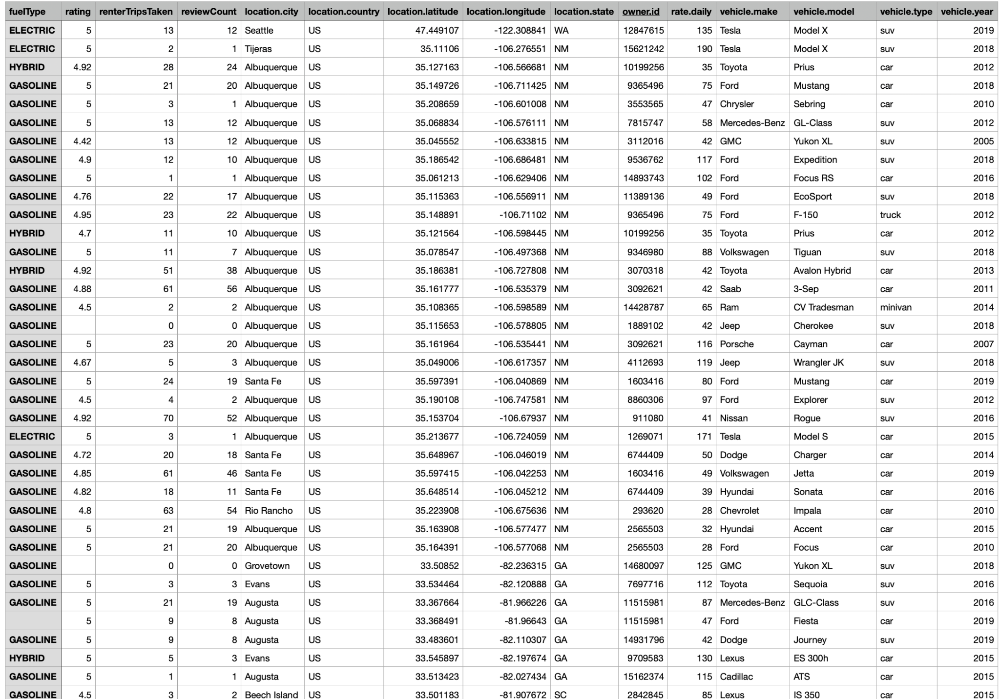 fuelType rating renterTripsTaken reviewCount location.city location.country location.latitude location.longitude location.state owner.id rate.daily vehicle.make vehicle.model vehicle.type vehicle.year
ELECTRIC 5 13 12 Seattle US 47.449107 -122.308841 WA 12847615 135 Tesla Model X suv 2019
ELECTRIC 5 2 1 Tijeras US 35.11106 -106.276551 NM 15621242 190 Tesla Model X suv 2018
HYBRID 4.92 28 24 Albuquerque US 35.127163 -106.566681 NM 10199256 35 Toyota Prius car 2012
GASOLINE 5 21 20 Albuquerque US 35.149726 -106.711425 NM 9365496 75 Ford Mustang car 2018
GASOLINE 5 3 1 Albuquerque US 35.208659 -106.601008 NM 3553565 47 Chrysler Sebring car 2010
GASOLINE 5 13 12 Albuquerque US 35.068834 -106.576111 NM 7815747 58 Mercedes-Benz GL-Class suv 2012
GASOLINE 4.42 13 12 Albuquerque US 35.045552 -106.633815 NM 3112016 42 GMC Yukon XL suv 2005
GASOLINE 4.9 12 10 Albuquerque US 35.186542 -106.686481 NM 9536762 117 Ford Expedition suv 2018
GASOLINE 5 1 1 Albuquerque US 35.061213 -106.629406 NM 14893743 102 Ford Focus RS car 2016
GASOLINE 4.76 22 17 Albuquerque US 35.115363 -106.556911 NM 11389136 49 Ford EcoSport suv 2018
GASOLINE 4.95 23 22 Albuquerque US 35.148891 -106.71102 NM 9365496 75 Ford F-150 truck 2012
HYBRID 4.7 11 10 Albuquerque US 35.121564 -106.598445 NM 10199256 35 Toyota Prius car 2012
GASOLINE 5 11 7 Albuquerque US 35.078547 -106.497368 NM 9346980 88 Volkswagen Tiguan suv 2018
HYBRID 4.92 51 38 Albuquerque US 35.186381 -106.727808 NM 3070318 42 Toyota Avalon Hybrid car 2013
GASOLINE 4.88 61 56 Albuquerque US 35.161777 -106.535379 NM 3092621 42 Saab 3-Sep car 2011
GASOLINE 4.5 2 2 Albuquerque US 35.108365 -106.598589 NM 14428787 65 Ram CV Tradesman minivan 2014
GASOLINE 0 0 Albuquerque US 35.115653 -106.578805 NM 1889102 42 Jeep Cherokee suv 2018
GASOLINE 5 23 20 Albuquerque US 35.161964 -106.535441 NM 3092621 116 Porsche Cayman car 2007
GASOLINE 4.67 5 3 Albuquerque US 35.049006 -106.617357 NM 4112693 119 Jeep Wrangler JK suv 2018
GASOLINE 5 24 19 Santa Fe US 35.597391 -106.040869 NM 1603416 80 Ford Mustang car 2019
GASOLINE 4.5 4 2 Albuquerque US 35.190108 -106.747581 NM 8860306 97 Ford Explorer suv 2012
GASOLINE 4.92 70 52 Albuquerque US 35.153704 -106.67937 NM 911080 41 Nissan Rogue suv 2016
ELECTRIC 5 3 1 Albuquerque US 35.213677 -106.724059 NM 1269071 171 Tesla Model S car 2015
GASOLINE 4.72 20 18 Santa Fe US 35.648967 -106.046019 NM 6744409 50 Dodge Charger car 2014
GASOLINE 4.85 61 46 Santa Fe US 35.597415 -106.042253 NM 1603416 49 Volkswagen Jetta car 2019
GASOLINE 4.82 18 11 Santa Fe US 35.648514 -106.045212 NM 6744409 39 Hyundai Sonata car 2016
GASOLINE 4.8 63 54 Rio Rancho US 35.223908 -106.675636 NM 293620 28 Chevrolet Impala car 2010
GASOLINE 5 21 19 Albuquerque US 35.163908 -106.577477 NM 2565503 32 Hyundai Accent car 2015
GASOLINE 5 21 20 Albuquerque US 35.164391 -106.577068 NM 2565503 28 Ford Focus car 2010
GASOLINE 0 0 Grovetown US 33.50852 -82.236315 GA 14680097 125 GMC Yukon XL suv 2018
GASOLINE 5 3 3 Evans US 33.534464 -82.120888 GA 7697716 112 Toyota Sequoia suv 2016
GASOLINE 5 21 19 Augusta US 33.367664 -81.966226 GA 11515981 87 Mercedes-Benz GLC-Class suv 2016
5 9 8 Augusta US 33.368491 -81.96643 GA 11515981 47 Ford Fiesta car 2019
GASOLINE 5 9 8 Augusta US 33.483601 -82.110307 GA 14931796 42 Dodge Journey suv 2019
HYBRID 5 5 3 Evans US 33.545897 -82.197674 GA 9709583 130 Lexus ES 300h car 2015
GASOLINE 5 1 1 Augusta US 33.513423 -82.027434 GA 15162374 115 Cadillac ATS car 2015
GASOLINE 4.5 3 2 Beech Island US 33.501183 -81.907672 SC 2842845 85 Lexus IS 350 car 2015